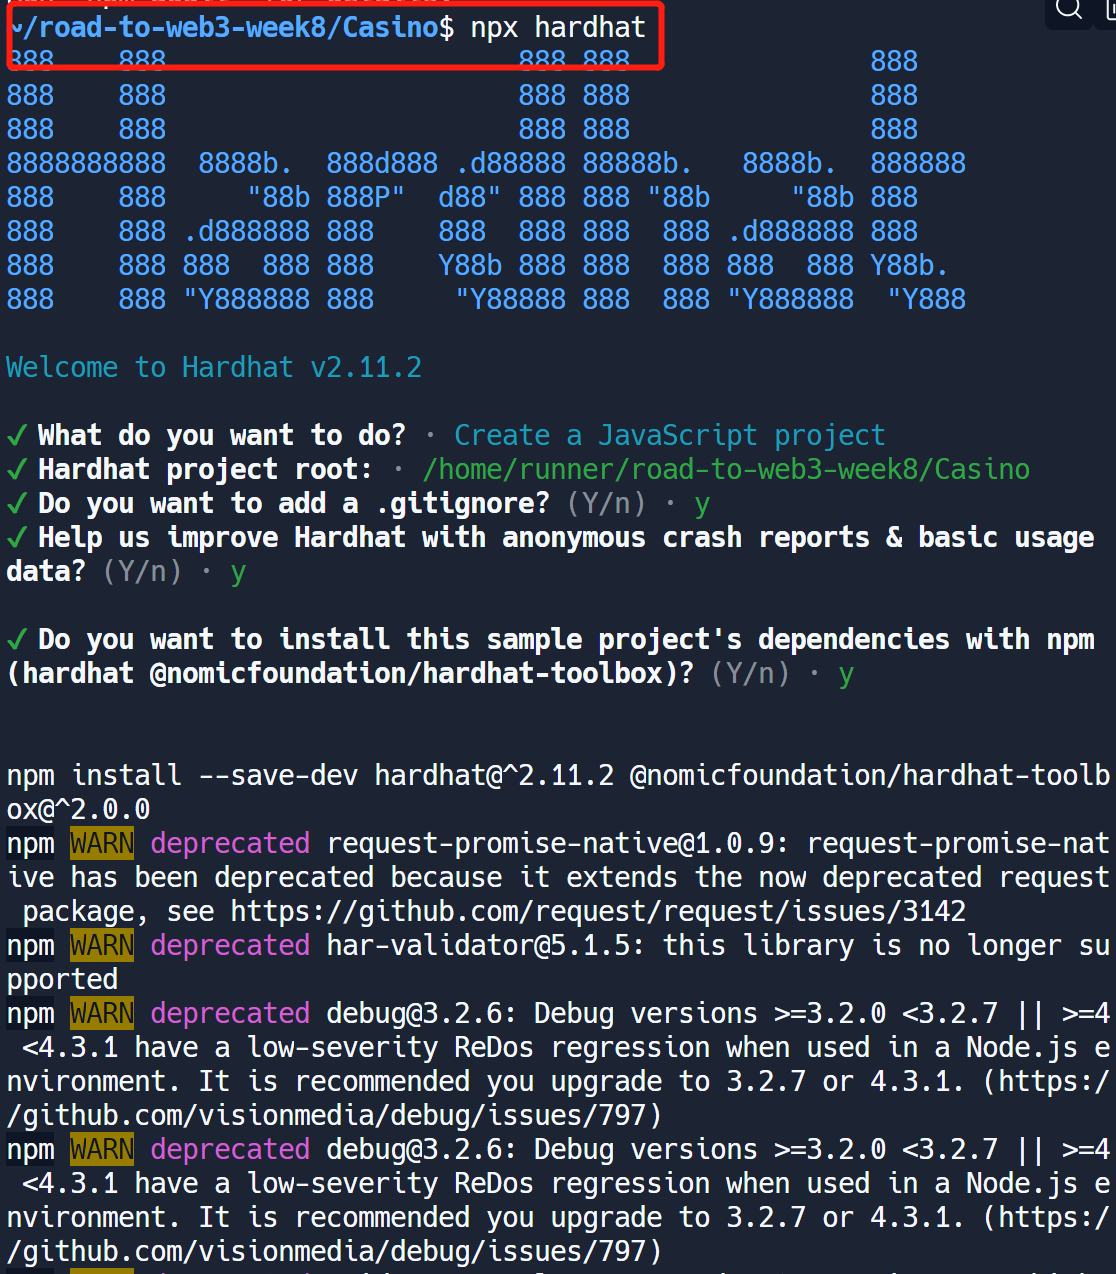 ~/road-to-web3-week8/Casino$ npx hardhat
888    888                      888 888               888
888    888                      888 888               888
888    888                      888 888               888
8888888888  8888b.  888d888 .d88888 88888b.   8888b.  888888
888    888     "88b 888P"  d88" 888 888 "88b     "88b 888
888    888 .d888888 888    888  888 888  888 .d888888 888
888    888 888  888 888    Y88b 888 888  888 888  888 Y88b.
888    888 "Y888888 888     "Y88888 888  888 "Y888888  "Y888
Welcome to Hardhat v2.11.2
✔ What do you want to do? · Create a JavaScript project
✔ Hardhat project root: · /home/runner/road-to-web3-week8/Casino
✔ Do you want to add a .gitignore? (Y/n) · y
✔ Help us improve Hardhat with anonymous crash reports & basic usage
data? (Y/n) · y
✔ Do you want to install this sample project's dependencies with npm
(hardhat @nomicfoundation/hardhat-toolbox)? (Y/n) · y
npm install --save-dev hardhat@^2.11.2 @nomicfoundation/hardhat-toolb
ox@^2.0.0
npm WARN deprecated request-promise-native@1.0.9: request-promise-nat
ive has been deprecated because it extends the now deprecated request
 package, see https://github.com/request/request/issues/3142
npm WARN deprecated har-validator@5.1.5: this library is no longer su
pported
npm WARN deprecated debug@3.2.6: Debug versions >=3.2.0 <3.2.7 || >=4
 <4.3.1 have a low-severity ReDos regression when used in a Node.js e
nvironment. It is recommended you upgrade to 3.2.7 or 4.3.1. (https:/
/github.com/visionmedia/debug/issues/797)
npm WARN deprecated debug@3.2.6: Debug versions >=3.2.0 <3.2.7 || >=4
 <4.3.1 have a low-severity ReDos regression when used in a Node.js e
nvironment. It is recommended you upgrade to 3.2.7 or 4.3.1. (https:/
/github.com/visionmedia/debug/issues/797)